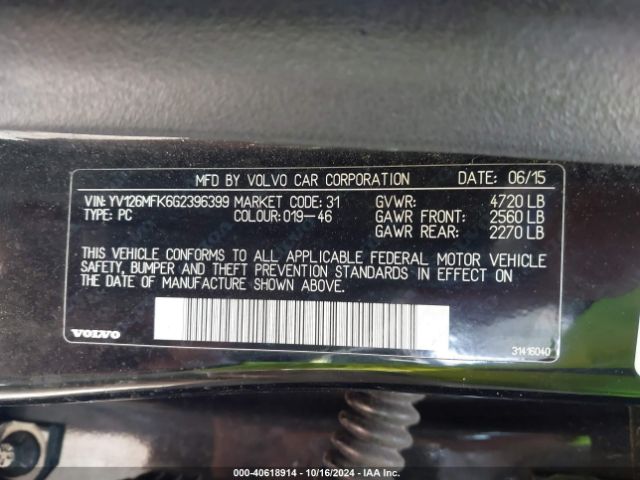 MFD BY VOLVO CAR CORPORATION DATE: 06/15
VIN: YV126MFK6G2396399 MARKET CODE: 31 GVWR: 4720 LB
TYPE: PC COLOUR: 019-46 GAWR FRONT: 2560 LB
GAWR REAR: 2270 LB
THIS VEHICLE CONFORMS TO ALL APPLICABLE FEDERAL MOTOR VEHICLE
SAFETY, BUMPER AND THEFT PREVENTION STANDARDS IN EFFECT ON
THE DATE OF MANUFACTURE SHOWN ABOVE.
VOLVO 31416040
000-40618914 | 10/16/2024 | IAA Inc.